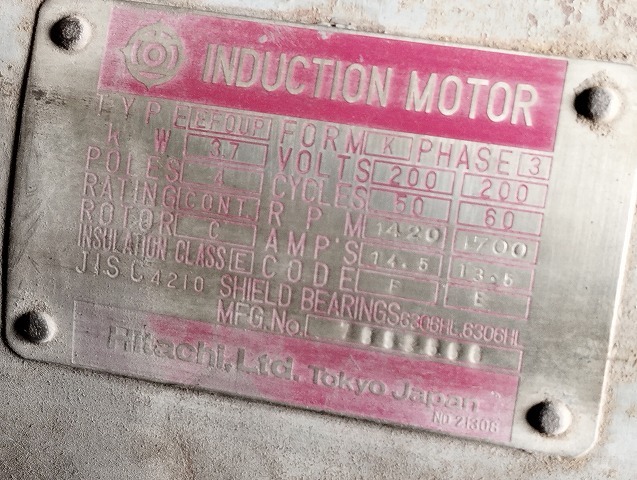 INDUCTION MOTOR
TYPE EFOUP FORM K PHASE 3
KW 3.7 VOLTS 200 200
POLES 4 CYCLES 50 60
RATING CONT. RPM 1420 1700
ROTOR C AMP'S 14.5 13.5
INSULATION CLASS E CODE F E
JIS C 4210 SHIELD BEARINGS 6306HL, 6306HL
MFG.No.
Hitachi, Ltd. Tokyo Japan
No 21308